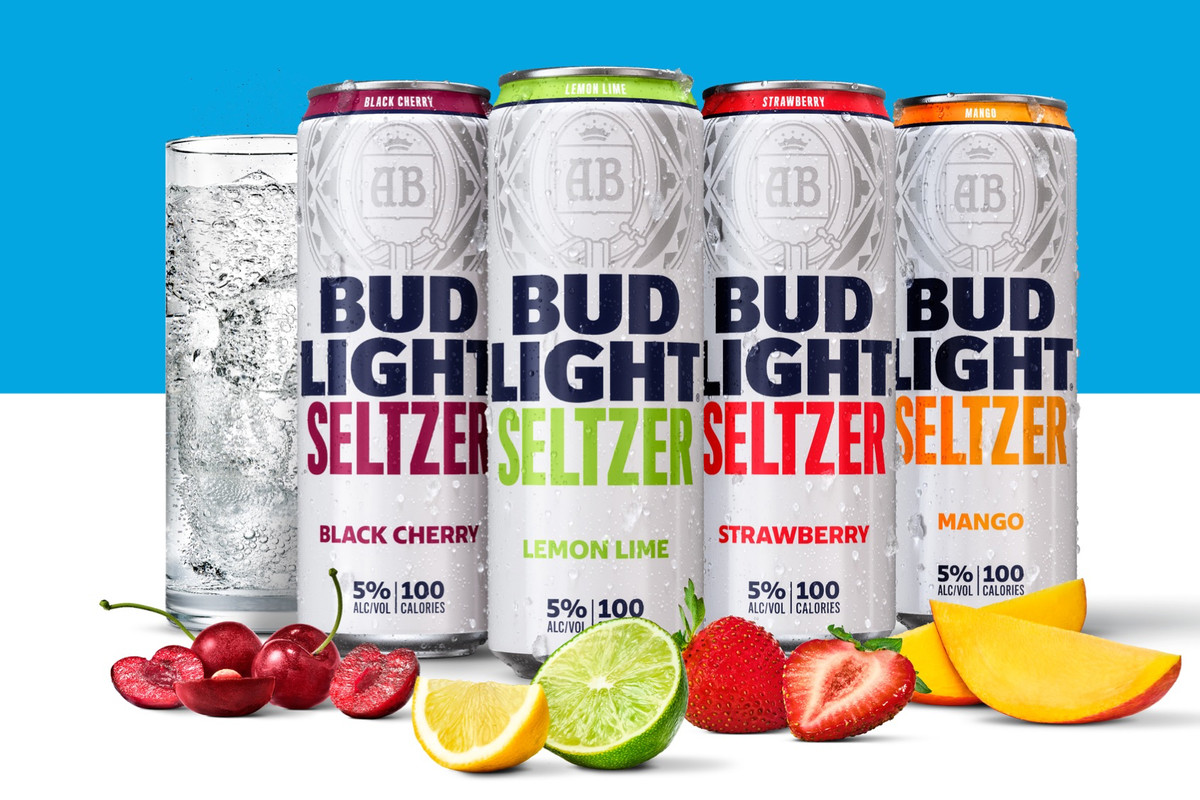 BLACK CHERRY
AB
BUD
LIGHT
SELTZER
BLACK CHERRY
5% | 100
ALC/VOL | CALORIES
LEMON LIME
AB
BUD
LIGHT
SELTZER
LEMON LIME
5% | 100
ALC/VOL
STRAWBERRY
AB
BUD
LIGHT
SELTZER
STRAWBERRY
5% | 100
ALC/VOL | CALORIES
MANGO
AB
BUD
LIGHT
SELTZER
MANGO
5% | 100
ALC/VOL | CALORIES